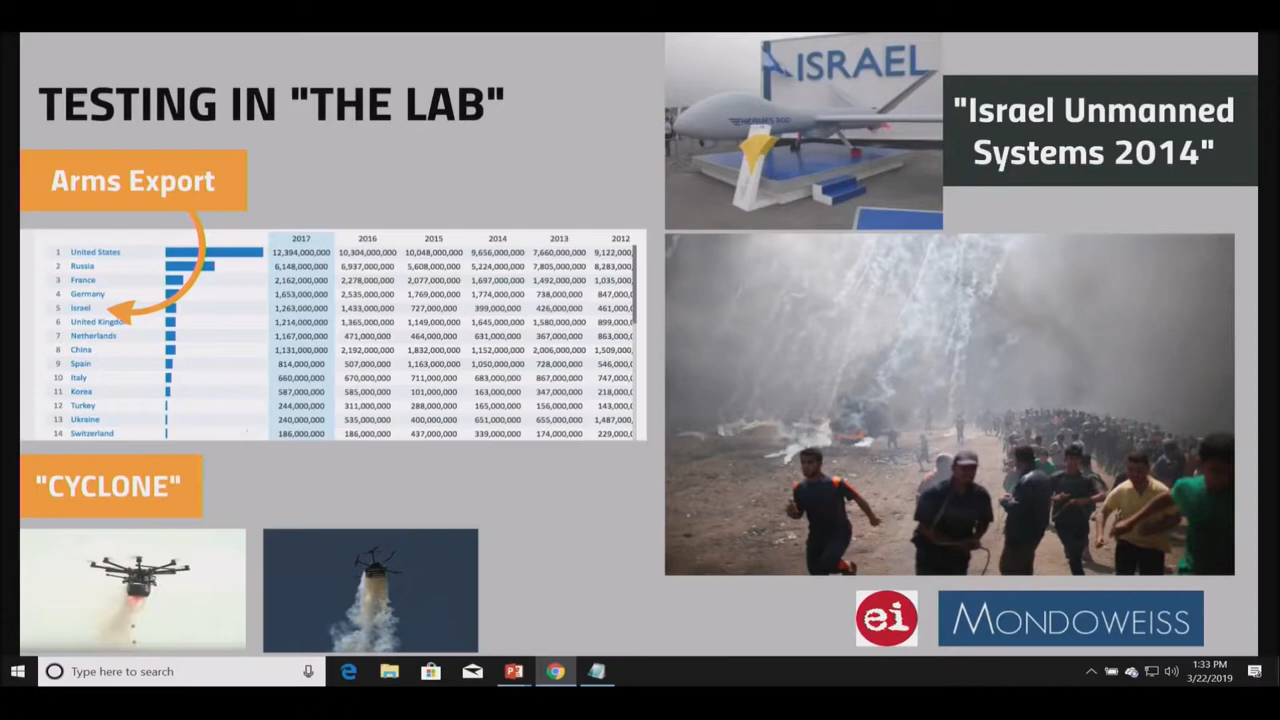 TESTING IN "THE LAB"
Arms Export
2017 2016 2015 2014 2013 2012
1 United States 12,394,000,000 10,304,000,000 10,048,000,000 9,656,000,000 7,660,000,000 9,122,000,
2 Russia 6,148,000,000 6,937,000,000 5,608,000,000 5,224,000,000 7,805,000,000 8,283,000,
3 France 2,162,000,000 2,278,000,000 2,077,000,000 1,697,000,000 1,492,000,000 1,035,000,
4 Germany 1,653,000,000 2,535,000,000 1,769,000,000 1,774,000,000 738,000,000 847,000,
5 Israel 1,263,000,000 1,433,000,000 727,000,000 399,000,000 426,000,000 461,000,
6 United Kingdo 1,214,000,000 1,365,000,000 1,149,000,000 1,645,000,000 1,580,000,000 899,000,
7 Netherlands 1,167,000,000 471,000,000 464,000,000 631,000,000 367,000,000 863,000,
8 China 1,131,000,000 2,192,000,000 1,832,000,000 1,152,000,000 2,006,000,000 1,509,000,
9 Spain 814,000,000 507,000,000 1,163,000,000 1,050,000,000 728,000,000 546,000,
10 Italy 660,000,000 670,000,000 711,000,000 683,000,000 867,000,000 747,000,
11 Korea 587,000,000 585,000,000 101,000,000 163,000,000 347,000,000 218,000,
12 Turkey 244,000,000 311,000,000 288,000,000 165,000,000 156,000,000 143,000,
13 Ukraine 240,000,000 535,000,000 400,000,000 651,000,000 655,000,000 1,487,000,
14 Switzerland 186,000,000 186,000,000 437,000,000 339,000,000 174,000,000 229,000,
"CYCLONE"
ISRAEL
HERMES 900
"Israel Unmanned
Systems 2014"
ei
MONDOWEISS
Type here to search
1:33 PM
3/22/2019